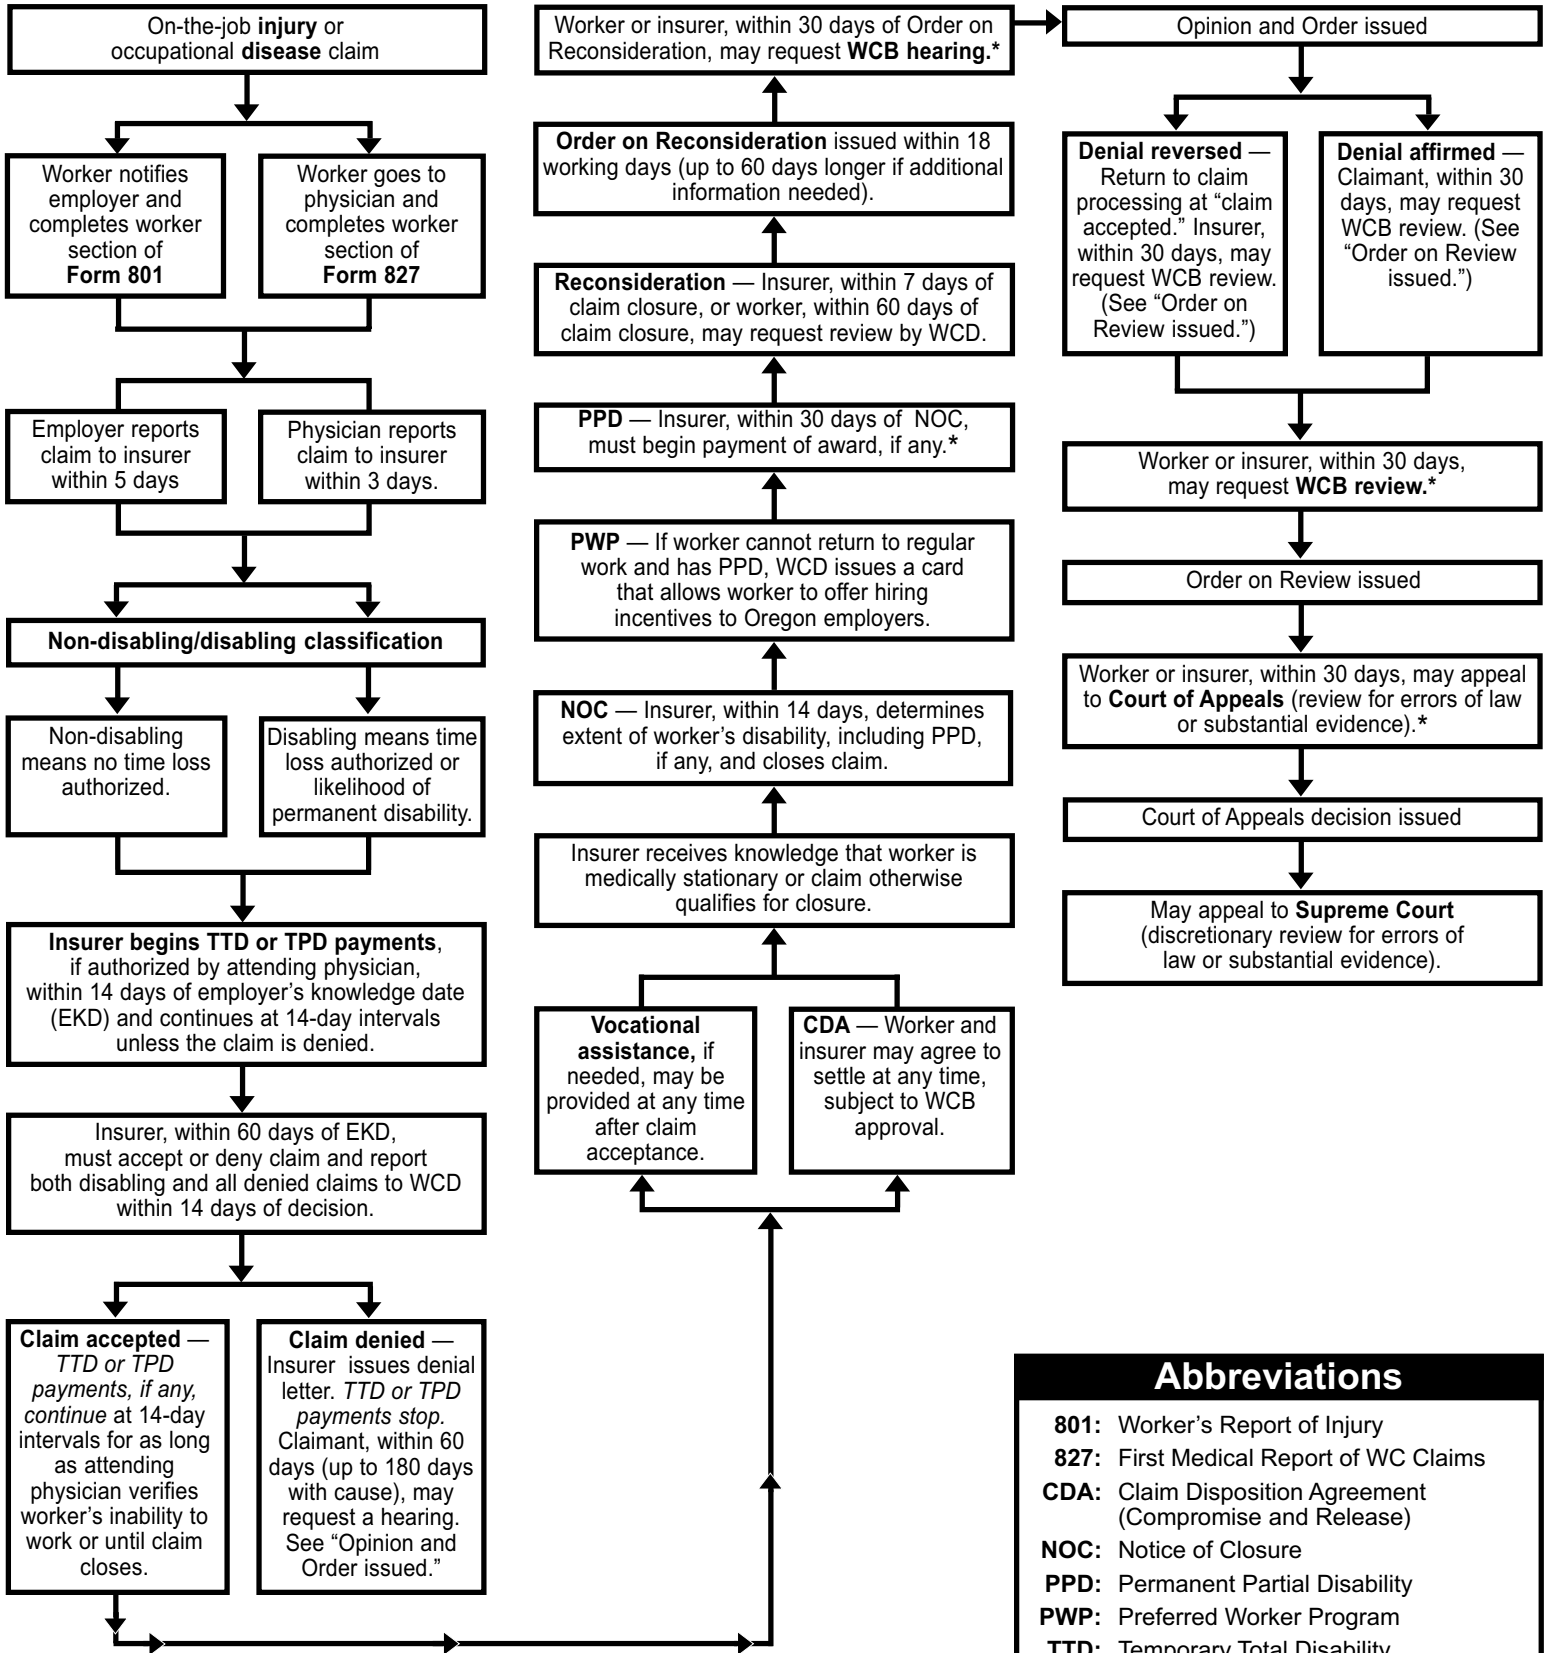 On-the-job injury or
occupational disease claim
Worker notifies
employer and
completes worker
section of
Form 801
Worker goes to
physician and
completes worker
section of
Form 827
Employer reports
claim to insurer
within 5 days
Physician reports
claim to insurer
within 3 days.
Non-disabling/disabling classification
Non-disabling
means no time loss
authorized.
Disabling means time
loss authorized or
likelihood of
permanent disability.
Insurer begins TTD or TPD payments,
if authorized by attending physician,
within 14 days of employer's knowledge date
(EKD) and continues at 14-day intervals
unless the claim is denied.
Insurer, within 60 days of EKD,
must accept or deny claim and report
both disabling and all denied claims to WCD
within 14 days of decision.
Claim accepted —
TTD or TPD
payments, if any,
continue at 14-day
intervals for as long
as attending
physician verifies
worker's inability to
work or until claim
closes.
Claim denied —
Insurer issues denial
letter. TTD or TPD
payments stop.
Claimant, within 60
days (up to 180 days
with cause), may
request a hearing.
See “Opinion and
Order issued.”
Worker or insurer, within 30 days of Order on
Reconsideration, may request WCB hearing.*
Order on Reconsideration issued within 18
working days (up to 60 days longer if additional
information needed).
Reconsideration — Insurer, within 7 days of
claim closure, or worker, within 60 days of
claim closure, may request review by WCD.
PPD — Insurer, within 30 days of NOC,
must begin payment of award, if any.*
PWP — If worker cannot return to regular
work and has PPD, WCD issues a card
that allows worker to offer hiring
incentives to Oregon employers.
NOC — Insurer, within 14 days, determines
extent of worker's disability, including PPD,
if any, and closes claim.
Insurer receives knowledge that worker is
medically stationary or claim otherwise
qualifies for closure.
Vocational
assistance, if
needed, may be
provided at any time
after claim
acceptance.
CDA — Worker and
insurer may agree to
settle at any time,
subject to WCB
approval.
Opinion and Order issued
Denial reversed —
Return to claim
processing at “claim
accepted.” Insurer,
within 30 days, may
request WCB review.
(See “Order on
Review issued.”)
Denial affirmed —
Claimant, within 30
days, may request
WCB review. (See
“Order on Review
issued.”)
Worker or insurer, within 30 days,
may request WCB review.*
Order on Review issued
Worker or insurer, within 30 days, may appeal
to Court of Appeals (review for errors of law
or substantial evidence).*
Court of Appeals decision issued
May appeal to Supreme Court
(discretionary review for errors of
law or substantial evidence).
Abbreviations
801: Worker's Report of Injury
827: First Medical Report of WC Claims
CDA: Claim Disposition Agreement
(Compromise and Release)
NOC: Notice of Closure
PPD: Permanent Partial Disability
PWP: Preferred Worker Program
TTD: Temporary Total Disability